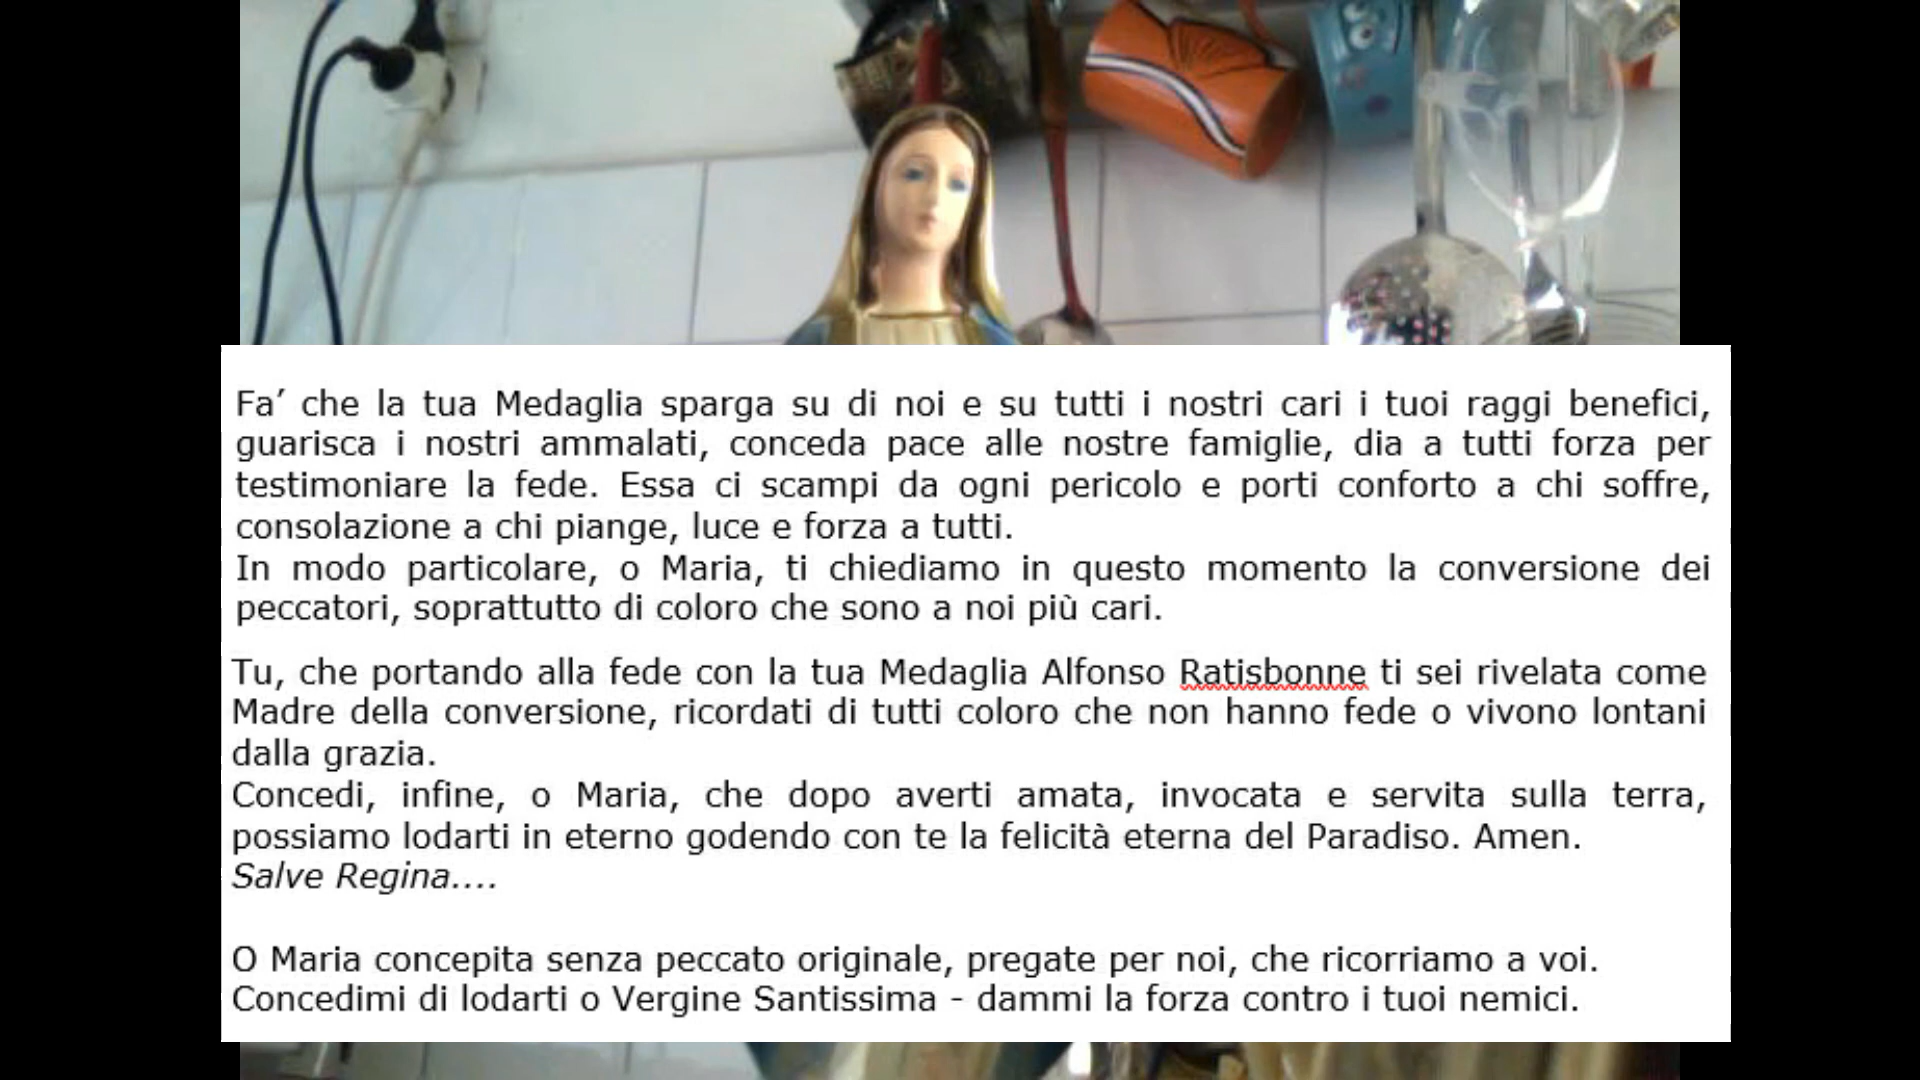 Fa’ che la tua Medaglia sparga su di noi e su tutti i nostri cari i tuoi raggi benefici,
guarisca i nostri ammalati, conceda pace alle nostre famiglie, dia a tutti forza per
testimoniare la fede. Essa ci scampi da ogni pericolo e porti conforto a chi soffre,
consolazione a chi piange, luce e forza a tutti.
In modo particolare, o Maria, ti chiediamo in questo momento la conversione dei
peccatori, soprattutto di coloro che sono a noi più cari.
Tu, che portando alla fede con la tua Medaglia Alfonso Ratisbonne ti sei rivelata come
Madre della conversione, ricordati di tutti coloro che non hanno fede o vivono lontani
dalla grazia.
Concedi, infine, o Maria, che dopo averti amata, invocata e servita sulla terra,
possiamo lodarti in eterno godendo con te la felicità eterna del Paradiso. Amen.
Salve Regina....
O Maria concepita senza peccato originale, pregate per noi, che ricorriamo a voi.
Concedimi di lodarti o Vergine Santissima - dammi la forza contro i tuoi nemici.